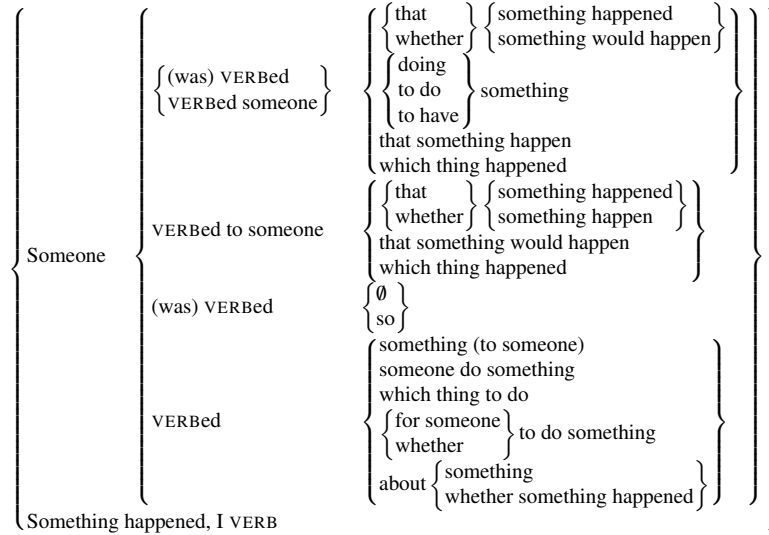 that
whether
something happened
something would happen
(was) VERBed
VERBed someone
doing
to do
to have
something
that something happen
which thing happened
Someone
VERBed to someone
that
whether
something happened
something happen
that something would happen
which thing happened
(was) VERBed
∅
so
VERBed
something (to someone)
someone do something
which thing to do
for someone
whether
to do something
about
something
whether something happened
Something happened, I VERB